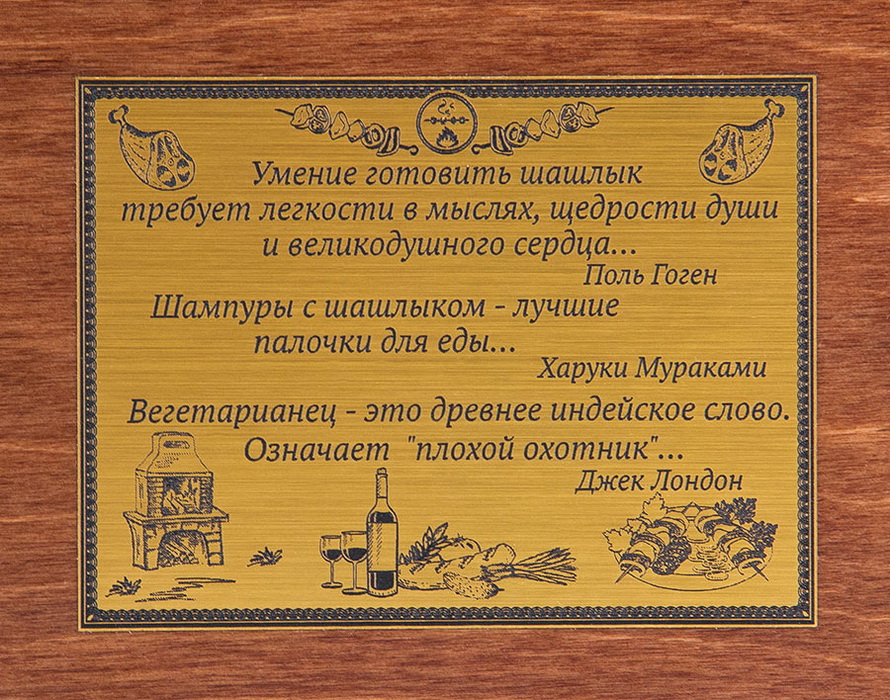 Умение готовить шашлык
требует легкости в мыслях, щедрости души
и великодушного сердца...
Поль Гоген
Шампуры с шашлыком - лучшие
палочки для еды...
Харуки Мураками
Вегетарианец - это древнее индейское слово.
Означает "плохой охотник"...
Джек Лондон